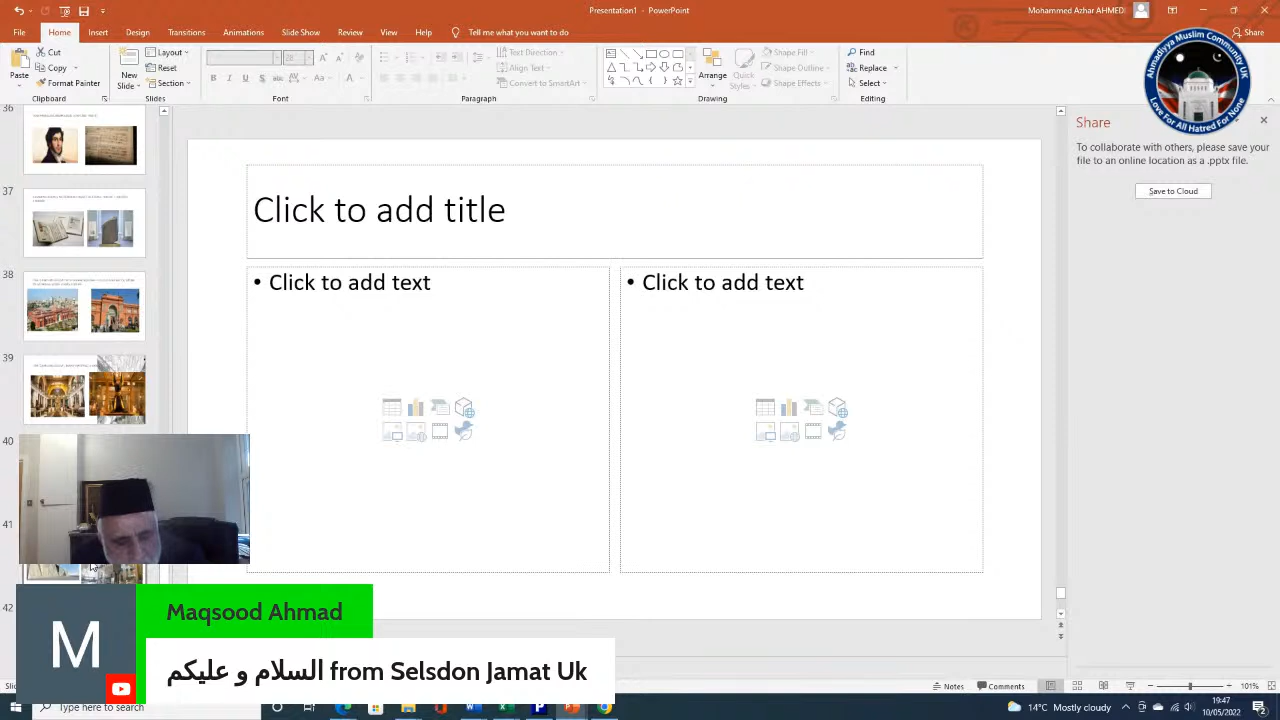 Presentation1 - PowerPoint
Mohammed Azhar AHMEDI
File Home Insert Design Transitions Animations Slide Show Review View Help Tell me what you want to do
Share
Cut
Copy
Format Painter
Paste
Clipboard
New
Slide
Layout
Reset
Section
Slides
Paragraph
Text Direction
Align Text
Convert to SmartArt
Arrange
Quick
Styles
Shape Fill
Shape Outline
Shape Effects
Drawing
Find
Replace
Select
Editing
Ahmadiyya Muslim Community UK
Love For All Hatred For None
Share
To collaborate with others, please save your
file to an online location as a .pptx file.
Save to Cloud
36
37
38
39
40
41
Click to add title
• Click to add text
• Click to add text
M
Maqsood Ahmad
السلام و عليكم from Selsdon Jamat Uk
Notes Comments
101%
Type here to search
Mostly cloudy
19:47
10/05/2022